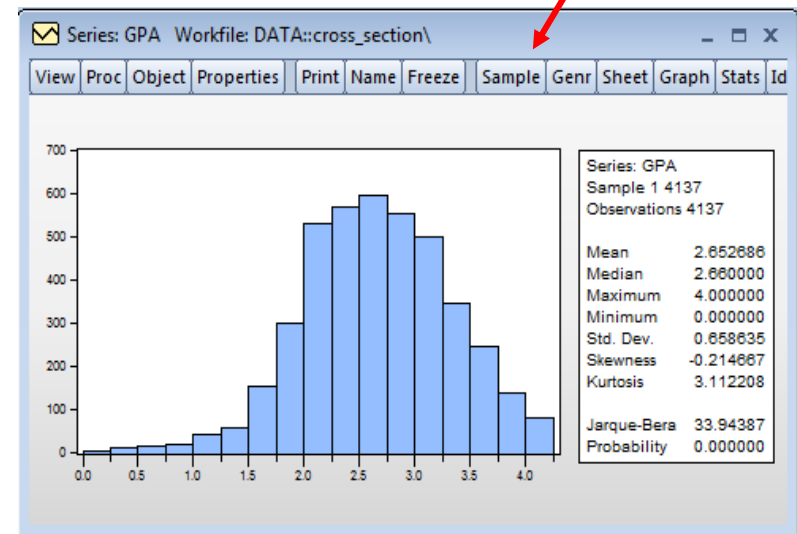 Series: GPA Workfile: DATA::cross_section\
View Proc Object Properties Print Name Freeze Sample Genr Sheet Graph Stats Id
700
600
500
400
300
200
100
0
0.0 0.5 1.0 1.5 2.0 2.5 3.0 3.5 4.0
Series: GPA
Sample 1 4137
Observations 4137
Mean 2.652686
Median 2.660000
Maximum 4.000000
Minimum 0.000000
Std. Dev. 0.658635
Skewness -0.214667
Kurtosis 3.112208
Jarque-Bera 33.94387
Probability 0.000000